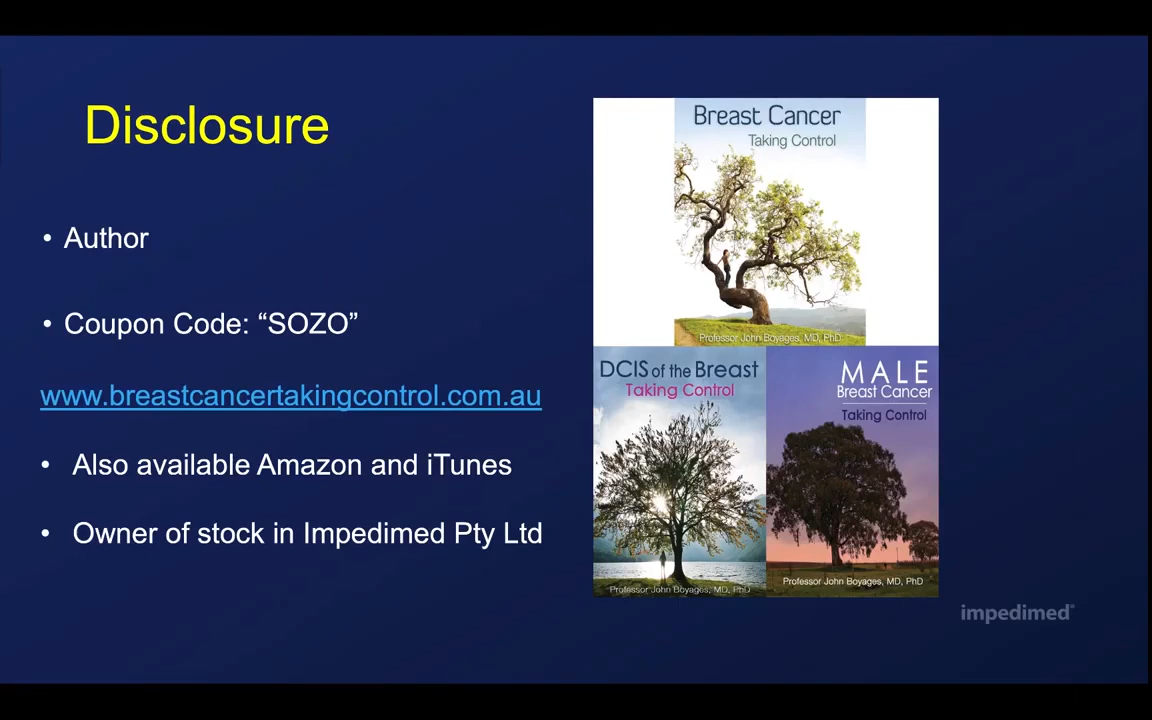 Disclosure
• Author
• Coupon Code: “SOZO”
www.breastcancertakingcontrol.com.au
• Also available Amazon and iTunes
• Owner of stock in Impedimed Pty Ltd
Breast Cancer
Taking Control
Professor John Boyages, MD, PhD
DCIS of the Breast
Taking Control
Professor John Boyages, MD, PhD
MALE
Breast Cancer
Taking Control
Professor John Boyages, MD, PhD
impedimed®